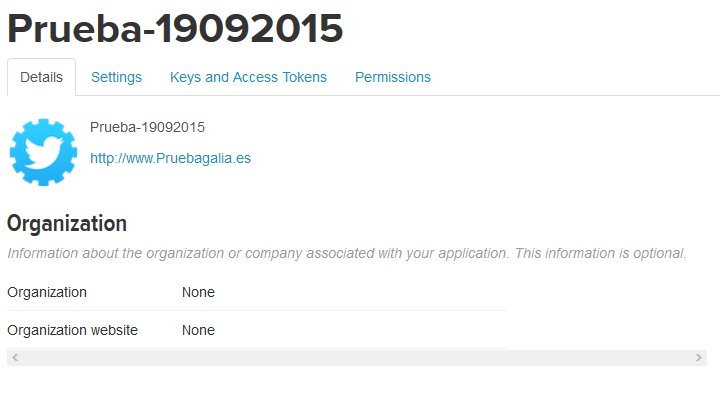 Prueba-19092015
Details Settings Keys and Access Tokens Permissions
Prueba-19092015
http://www.Pruebagalia.es
Organization
Information about the organization or company associated with your application. This information is optional.
Organization None
Organization website None